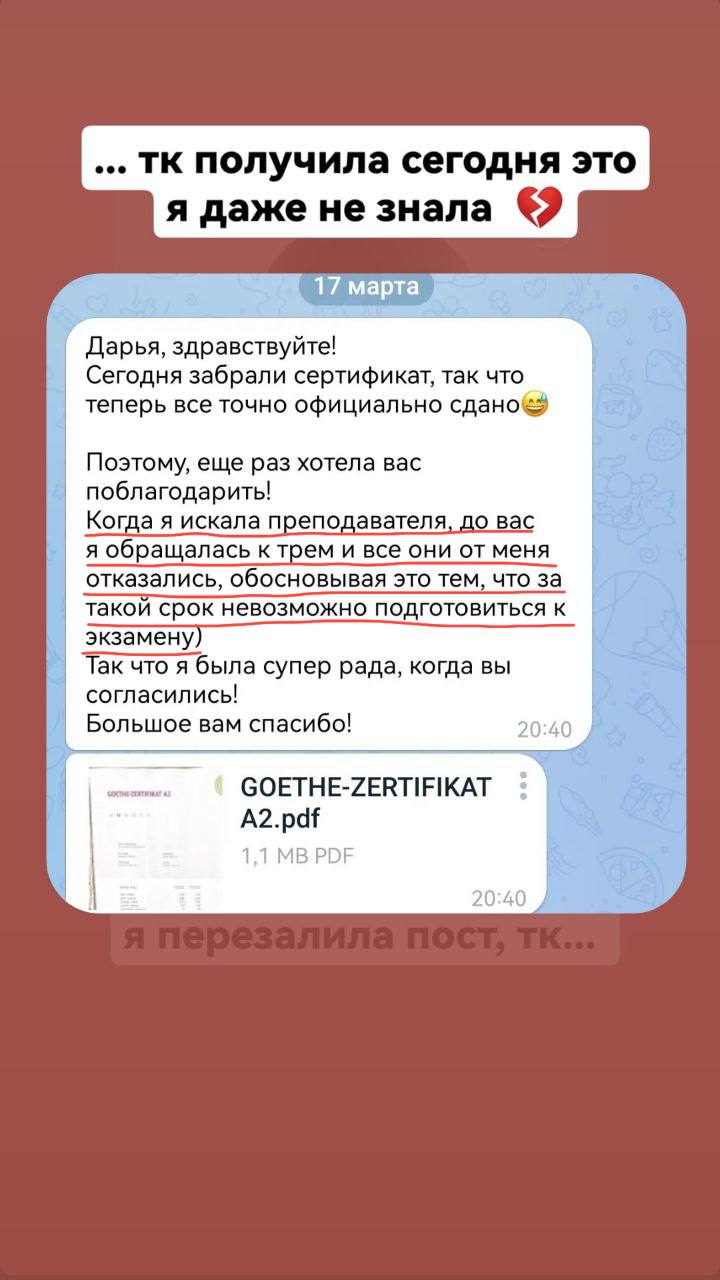 ... тк получила сегодня это
я даже не знала 💔
17 марта
Дарья, здравствуйте!
Сегодня забрали сертификат, так что
теперь все точно официально сдано😅
Поэтому, еще раз хотела вас
поблагодарить!
Когда я искала преподавателя, до вас
я обращалась к трем и все они от меня
отказались, обосновывая это тем, что за
такой срок невозможно подготовиться к
экзамену)
Так что я была супер рада, когда вы
согласились!
Большое вам спасибо!
20:40
GOETHE-ZERTIFIKAT A2
GOETHE-ZERTIFIKAT
A2.pdf
1,1 MB PDF
20:40
я перезалила пост, тк...